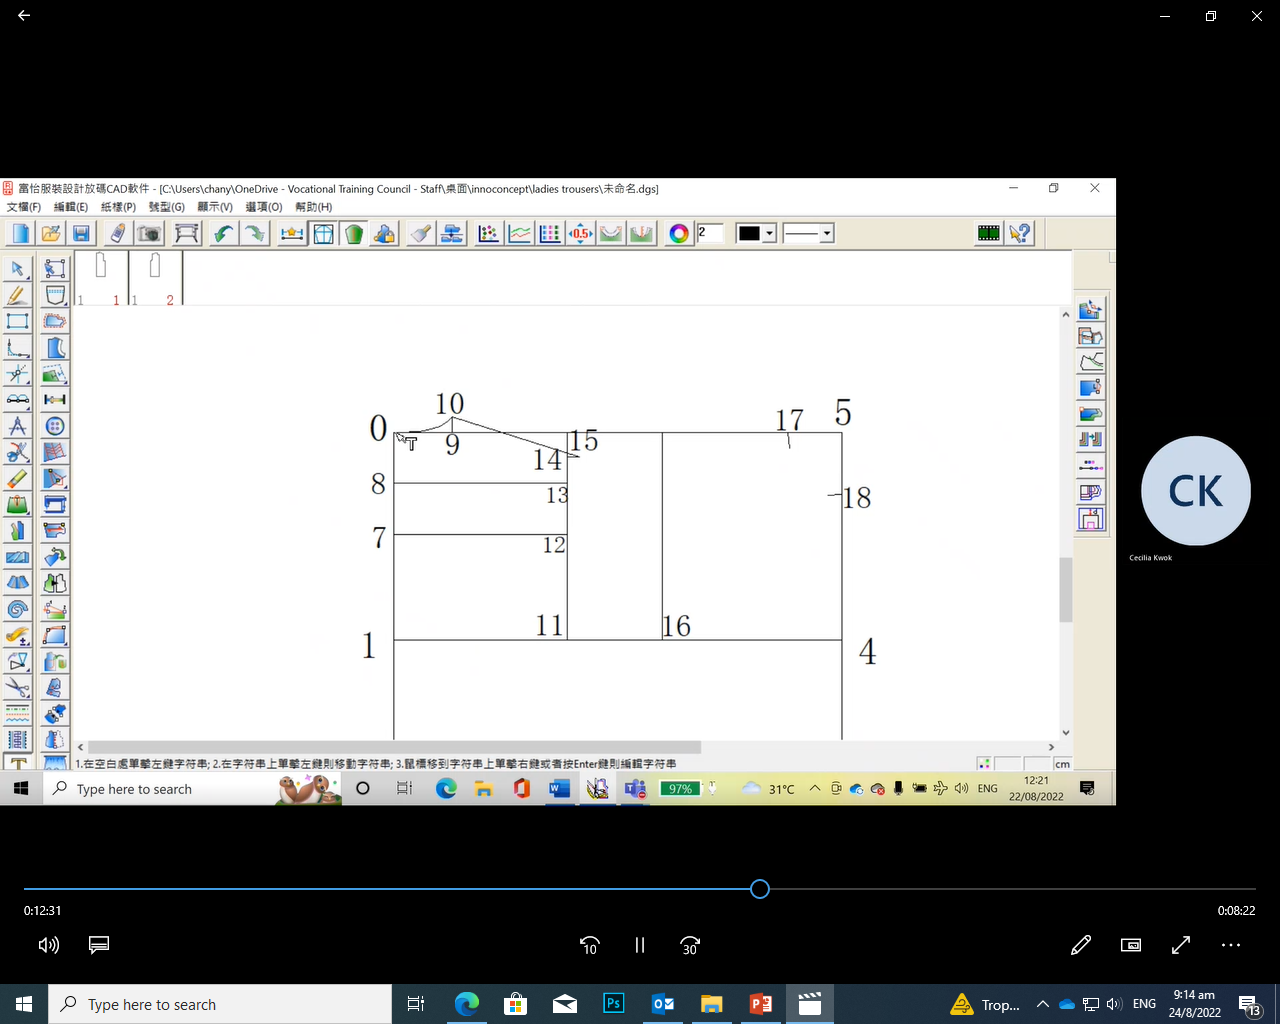 富怡服裝設計放碼CAD軟件 - [C:\Users\chany\OneDrive - Vocational Training Council - Staff\桌面\innoconcept\ladies trousers\未命名.dgs]
文檔(F) 編輯(E) 紙樣(P) 號型(G) 顯示(V) 選項(O) 幫助(H)
0.5 2
1 1 1 2
10 17 5
0 9 15
14
8 13 18
7 12
11 16
1 4
T
CK
Cecilia Kwok
1.在空白處單擊左鍵字符串; 2.在字符串上單擊左鍵則移動字符串; 3.鼠標移到字符串上單擊右鍵或者按Enter鍵則編輯字符串
cm
Type here to search
97% 31°C ENG 12:21
22/08/2022
0:12:31 0:08:22
10 30
Type here to search
Ps
Trop... ENG 9:14 am
24/8/2022 13